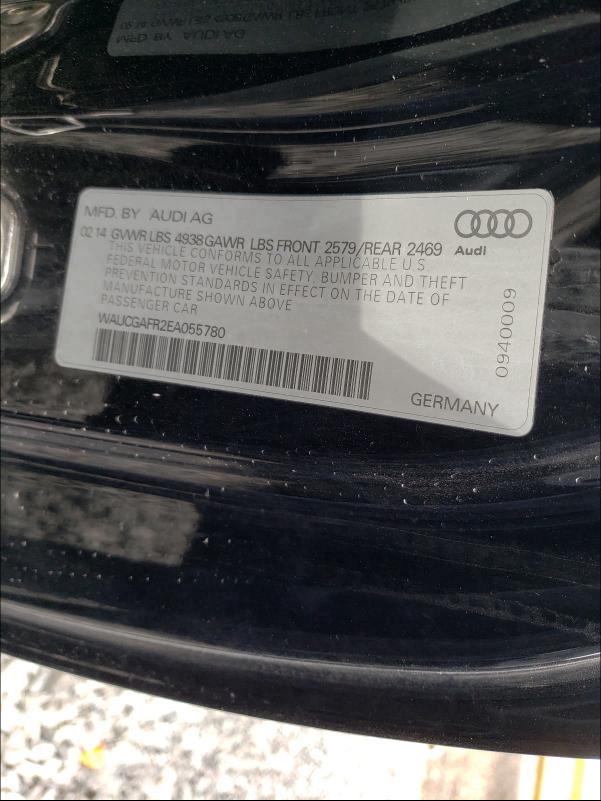 MFD. BY AUDI AG
02 14 GVWR LBS 4938 GAWR LBS FRONT 2579/REAR 2469
Audi
THIS VEHICLE CONFORMS TO ALL APPLICABLE U S
FEDERAL MOTOR VEHICLE SAFETY, BUMPER AND THEFT
PREVENTION STANDARDS IN EFFECT ON THE DATE OF
MANUFACTURE SHOWN ABOVE
PASSENGER CAR
WAUCGAFR2EA055780
GERMANY
0940009